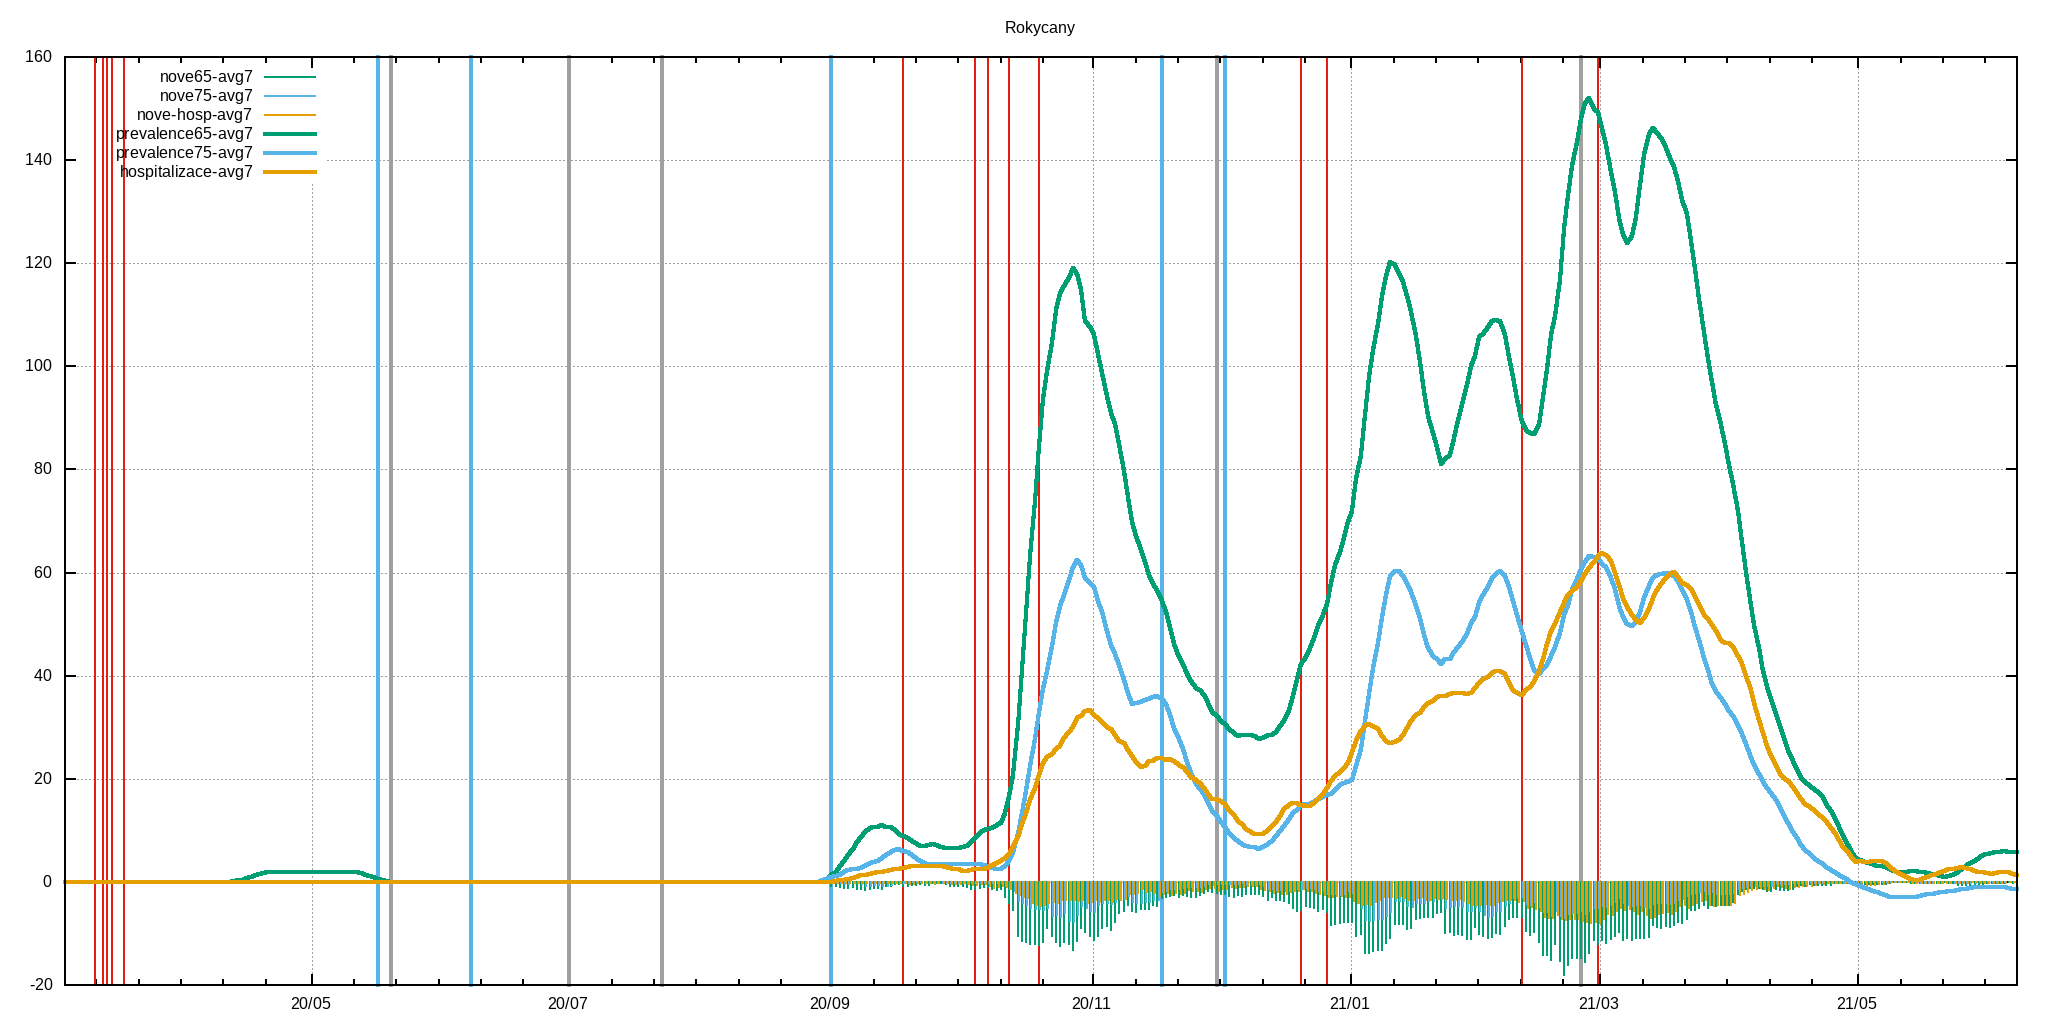 Rokycany
160
140
120
100
80
60
40
20
0
-20
nove65-avg7
nove75-avg7
nove-hosp-avg7
prevalence65-avg7
prevalence75-avg7
hospitalizace-avg7
20/05 20/07 20/09 20/11 21/01 21/03 21/05